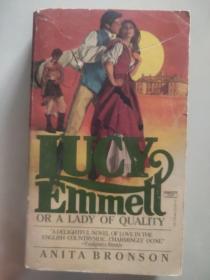 LUCY
Emmett
OR A LADY OF QUALITY
"A DELIGHTFUL NOVEL OF LOVE IN THE
ENGLISH COUNTRYSIDE...CHARMINGLY DONE"
ANITA BRONSON